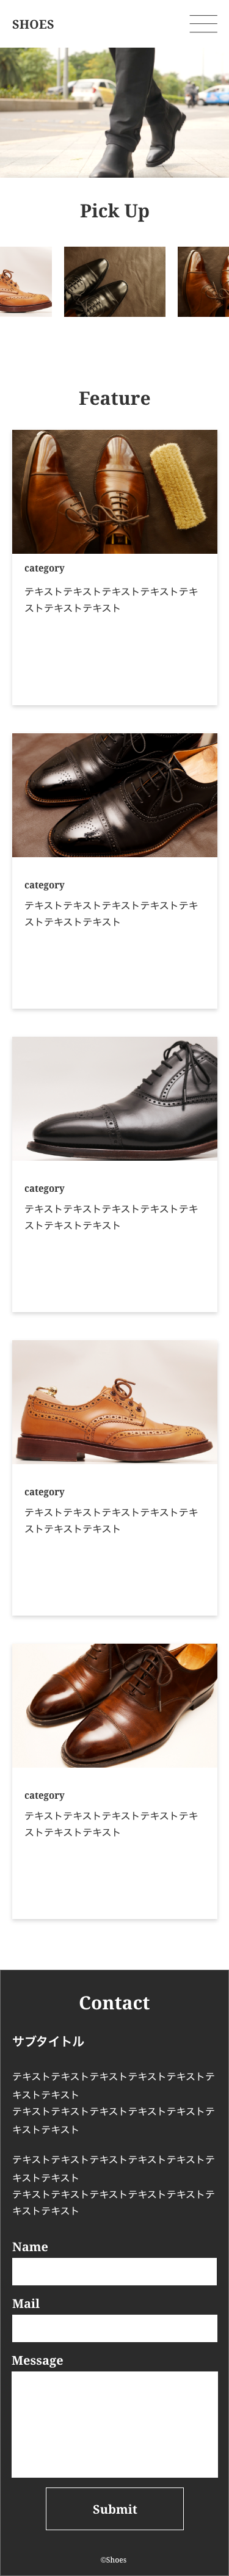 SHOES
Pick Up
Feature
category
テキストテキストテキストテキストテキ
ストテキストテキスト
category
テキストテキストテキストテキストテキ
ストテキストテキスト
category
テキストテキストテキストテキストテキ
ストテキストテキスト
category
テキストテキストテキストテキストテキ
ストテキストテキスト
category
テキストテキストテキストテキストテキ
ストテキストテキスト
Contact
サブタイトル
テキストテキストテキストテキストテキストテ
キストテキスト
テキストテキストテキストテキストテキストテ
キストテキスト
テキストテキストテキストテキストテキストテ
キストテキスト
テキストテキストテキストテキストテキストテ
キストテキスト
Name
Mail
Message
Submit
©Shoes